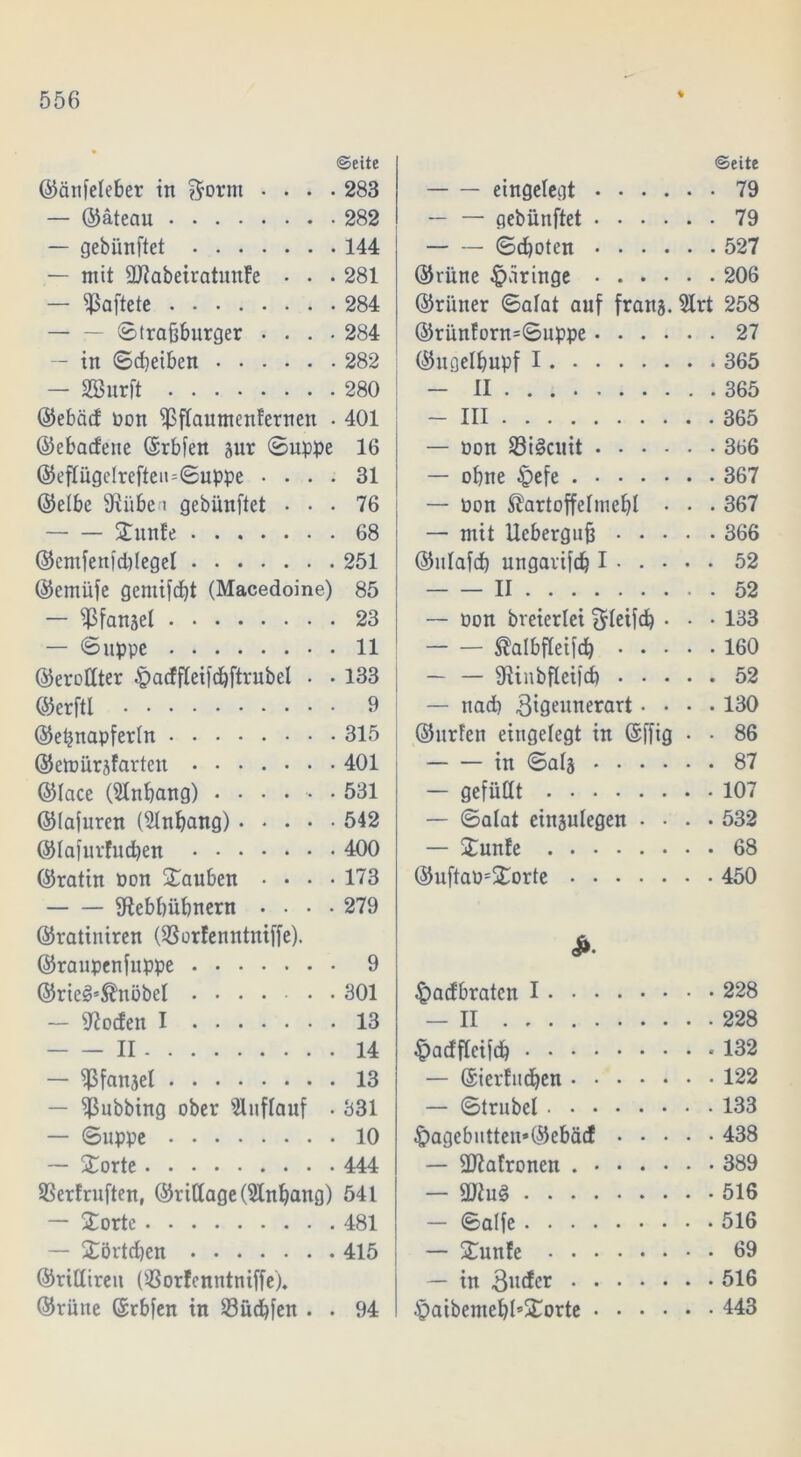 556
Seite
Gänseleber in Form .... 283
— Gâteau ........ 282
— gedünstet ....... 144
— mit Madeiratunke ... 281
— Pastete ........ 284
— — Straßburger .... 284
— in Scheiben ...... 282
— Wurst ........ 280
Gebäck von Pflaumenkernen . 401
Gebackene Erbsen zur Suppe 16
Geflügelresten-Suppe .... 31
Gelbe Rüben gedünstet ... 76
— — Tunke ....... 68
Gemsenschlegel ....... 251
Gemüse gemischt (Macedoine) 85
— Pfanzel ........ 23
— Suppe ........ 11
Gerollter Hackfleischstrudel .. 133
Gerstl .......... 9
Getznapferln ........ 315
Gewürzkarten ....... 401
Glace (Anhang) ...... 531
Glasuren (Anhang) ..... 542
Glasurkuchen ....... 400
Gratin von Tauben .... 173
— — Rebhühnern .... 279
Gratiniren (Vorkenntnisse).
Graupensuppe ....... 9
Gries-Knödel ....... 301
— Nocken I ....... 13
— — II .......... 14
— Pfanzel ........ 13
— Pudding oder Auflauf . 331
— Suppe ........ 10
— Torte ......... 444
Verkrusten, Grillage (Anhang) 541
— Torte ......... 481
— Törtchen ....... 415
Grilliren (Vorkenntnisse).
Grüne Erbsen in Büchsen .. 94
Seite
— — eingelegt ...... 79
— — gedünstet ...... 79
— — Schoten ...... 527
Grüne Häringe ...... 206
Grüner Salat auf franz. Art 258
Grünkorn-Suppe ...... 27
Gugelhupf I ........ 365
— II .......... 365
— III .......... 365
— von Biscuit ...... 366
— ohne Hefe ....... 367
— von Kartoffelmehl ... 367
— mit Ueberguß ..... 366
Gulasch ungarisch I ..... 52
— — II ......... 52
— von dreierlei Fleisch ... 133
— — Kalbfleisch ..... 160
— — Rindfleisch ..... 52
— nach Zigeunerart .... 130
Gurken eingelegt in Essig .. 86
— — in Salz ...... 87
— gefüllt ........ 107
— Salat einzulegen .... 532
— Tunke ........ 68
Gustav-Torte ....... 450
H.
Hackbraten I ........ 228
— II .......... 228
Hackfleisch ......... 132
— Eierkuchen ....... 122
— Strudel ........ 133
Hagebutten-Gebäck ..... 438
— Makronen ....... 389
— Mus ......... 516
— Salse ......... 516
— Tunke ........ 69
— in Zucker ....... 516
Haidemehl-Torte ...... 443